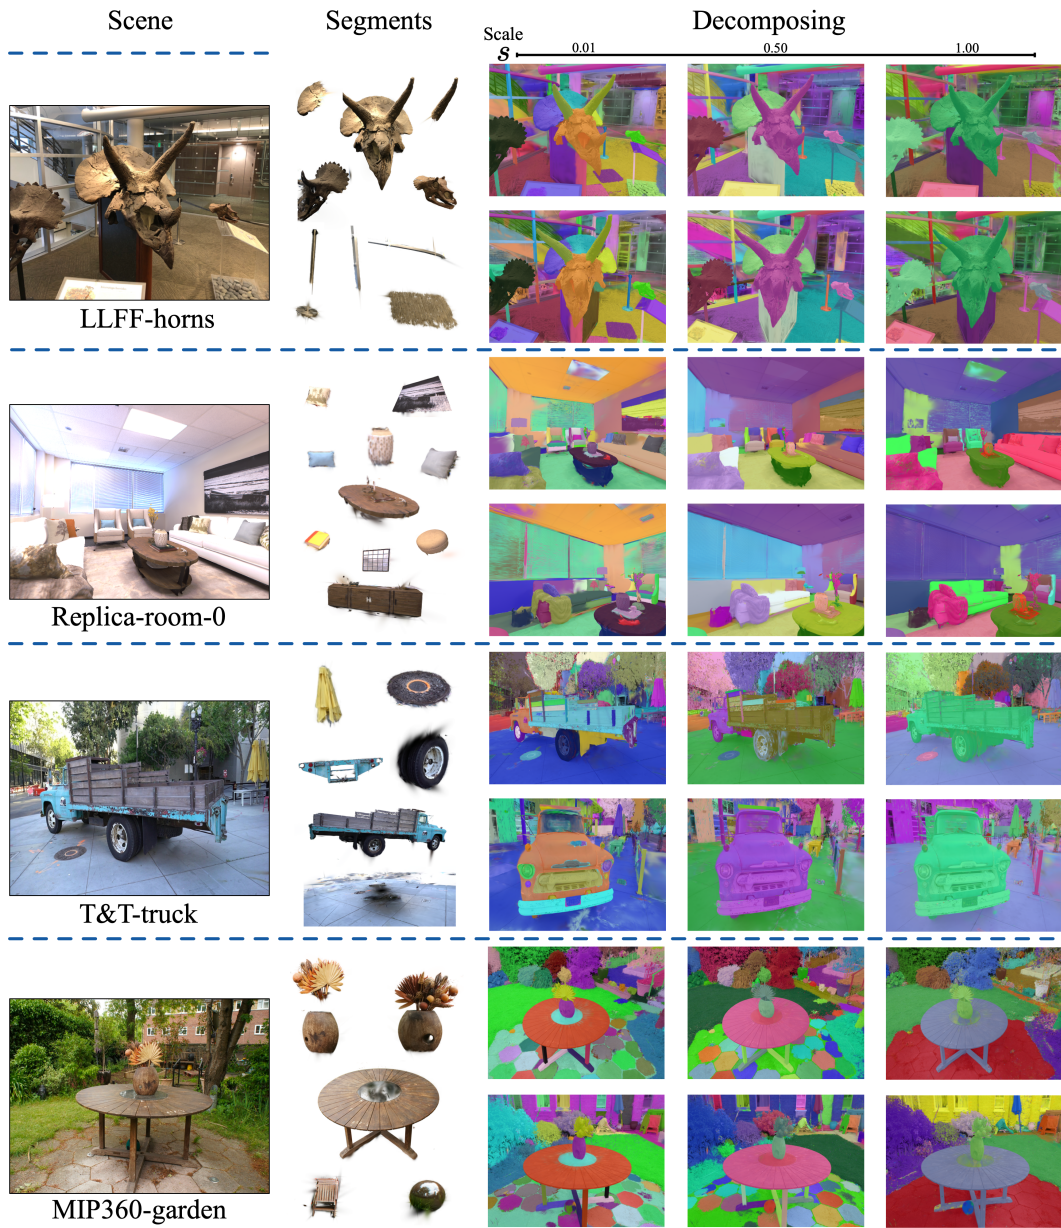 Scene
Segments
Decomposing
Scale
s 0.01 0.50 1.00
LLFF-horns
Replica-room-0
T&T-truck
MIP360-garden